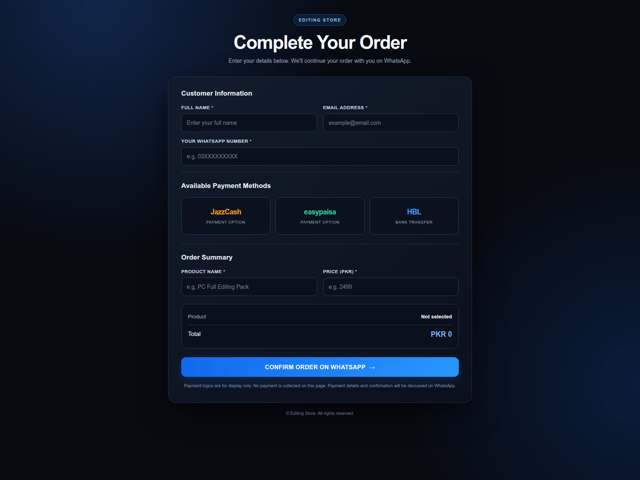 EDITING STORE
Complete Your Order
Enter your details below. We'll continue your order with you on WhatsApp.
Customer Information
FULL NAME * EMAIL ADDRESS *
Enter your full name example@email.com
YOUR WHATSAPP NUMBER *
e.g. 03XXXXXXXXX
Available Payment Methods
JazzCash easypaisa HBL
PAYMENT OPTION PAYMENT OPTION BANK TRANSFER
Order Summary
PRODUCT NAME * PRICE (PKR) *
e.g. PC Full Editing Pack e.g. 2499
Product Not selected
Total PKR 0
CONFIRM ORDER ON WHATSAPP →
Payment logos are for display only. No payment is collected on this page. Payment details and confirmation will be discussed on WhatsApp.
© Editing Store. All rights reserved.